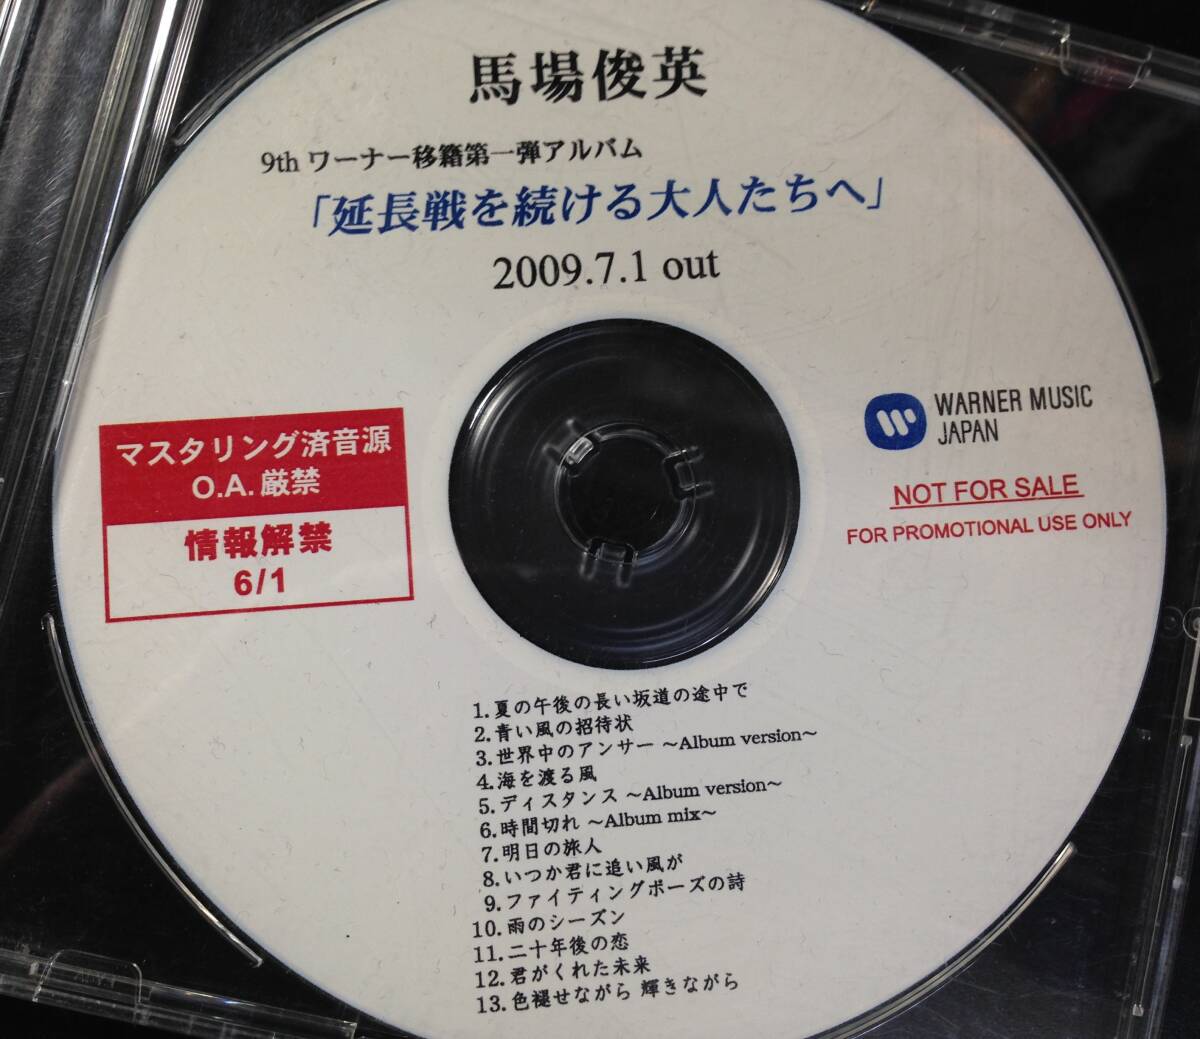 馬場俊英
9th ワーナー移籍第一弾アルバム
「延長戦を続ける大人たちへ」
2009.7.1 out
マスタリング済音源
O.A.厳禁
情報解禁
6/1
WARNER MUSIC
JAPAN
NOT FOR SALE
FOR PROMOTIONAL USE ONLY
1.夏の午後の長い坂道の途中で
2.青い風の招待状
3.世界中のアンサー ～Album version～
4.海を渡る風
5.ディスタンス ～Album version～
6.時間切れ ～Album mix～
7.明日の旅人
8.いつか君に追い風が
9.ファイティングポーズの詩
10.雨のシーズン
11.二十年後の恋
12.君がくれた未来
13.色褪せながら 輝きながら